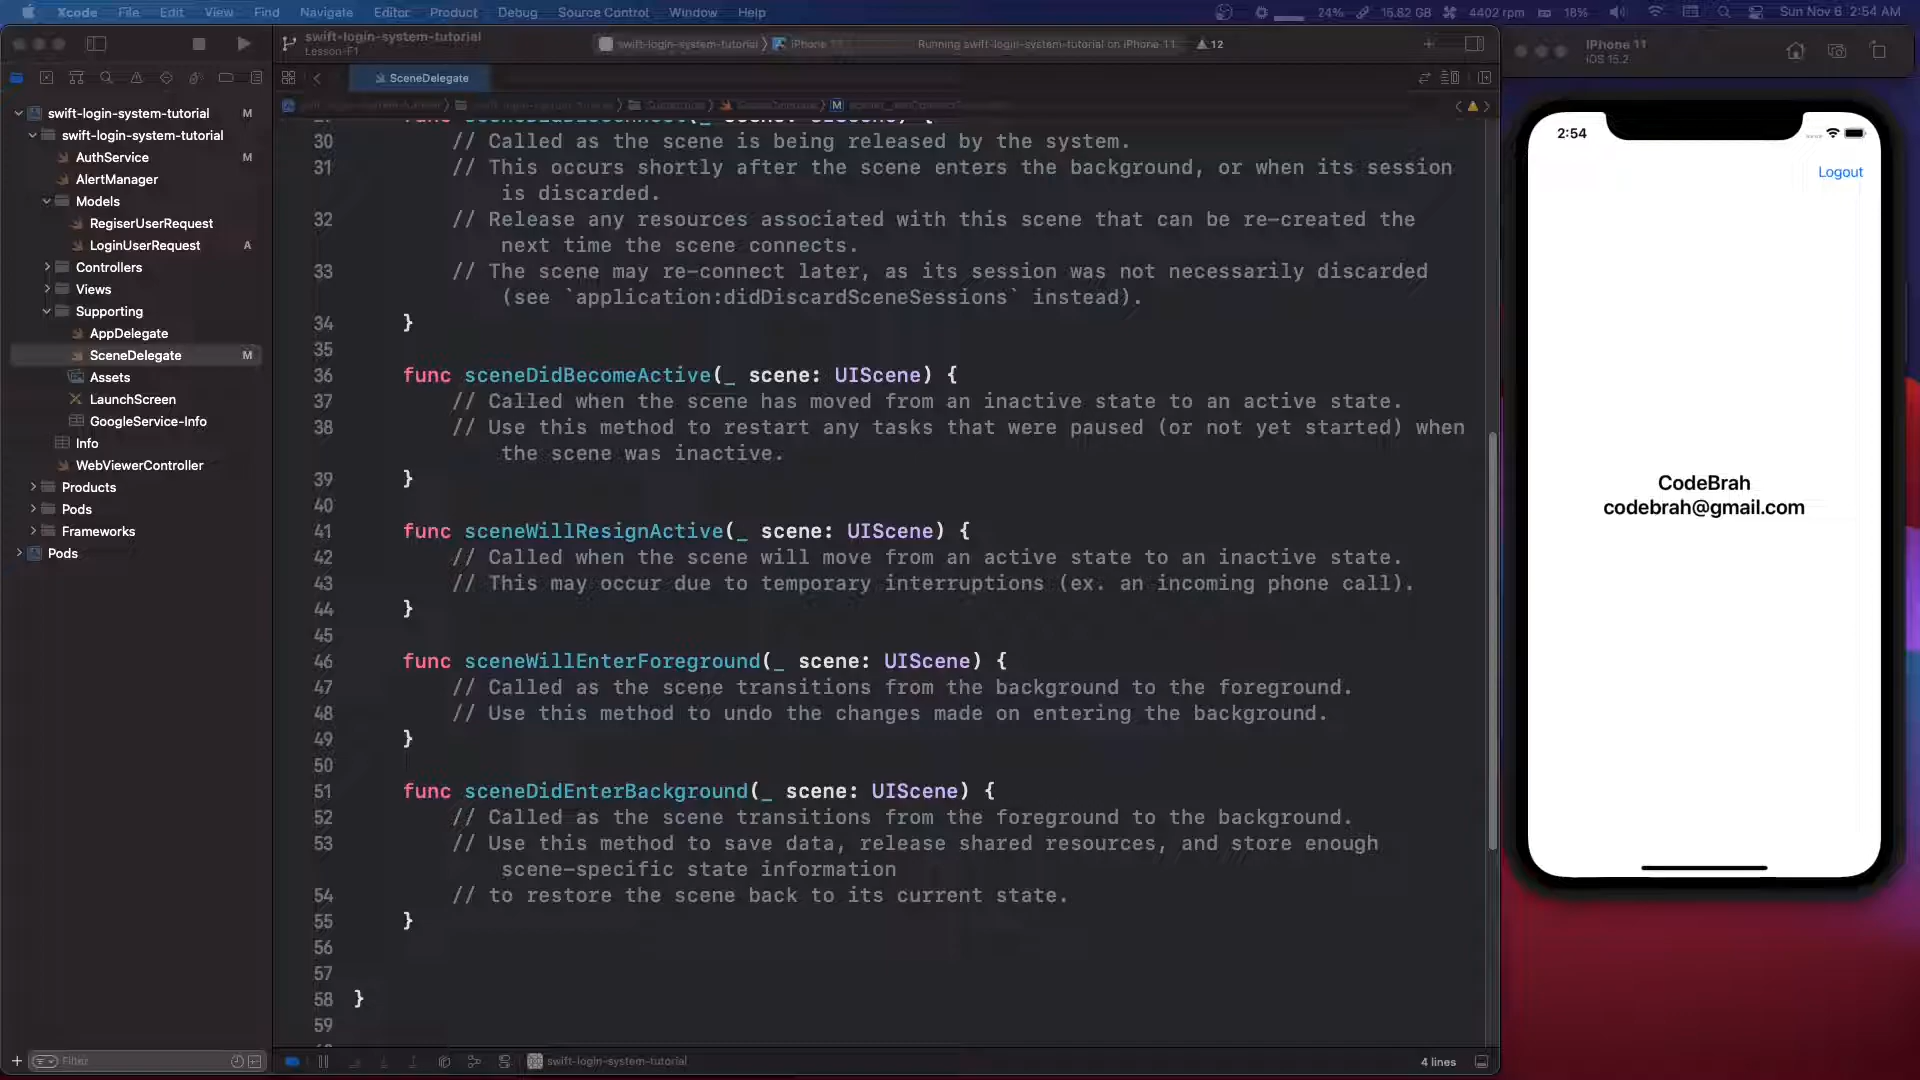 Xcode File Edit View Find Navigate Editor Product Debug Source Control Window Help
24% 15.62 GB 4402 rpm 18% Sun Nov 6 2:54 AM
swift-login-system-tutorial
Lesson-F1
swift-login-system-tutorial iPhone 11
Running swift-login-system-tutorial on iPhone 11
12
iPhone 11
iOS 15.2
SceneDelegate
M
swift-login-system-tutorial M
swift-login-system-tutorial
AuthService M
AlertManager
Models
RegiserUserRequest
LoginUserRequest A
Controllers
Views
Supporting
AppDelegate
SceneDelegate M
Assets
LaunchScreen
GoogleService-Info
Info
WebViewerController
Products
Pods
Frameworks
Pods
Filter
func sceneDidDisconnect(_ scene: UIScene) {
30 // Called as the scene is being released by the system.
31 // This occurs shortly after the scene enters the background, or when its session
is discarded.
32 // Release any resources associated with this scene that can be re-created the
next time the scene connects.
33 // The scene may re-connect later, as its session was not necessarily discarded
(see `application:didDiscardSceneSessions` instead).
34 }
35
36 func sceneDidBecomeActive(_ scene: UIScene) {
37 // Called when the scene has moved from an inactive state to an active state.
38 // Use this method to restart any tasks that were paused (or not yet started) when
the scene was inactive.
39 }
40
41 func sceneWillResignActive(_ scene: UIScene) {
42 // Called when the scene will move from an active state to an inactive state.
43 // This may occur due to temporary interruptions (ex. an incoming phone call).
44 }
45
46 func sceneWillEnterForeground(_ scene: UIScene) {
47 // Called as the scene transitions from the background to the foreground.
48 // Use this method to undo the changes made on entering the background.
49 }
50
51 func sceneDidEnterBackground(_ scene: UIScene) {
52 // Called as the scene transitions from the foreground to the background.
53 // Use this method to save data, release shared resources, and store enough
scene-specific state information
54 // to restore the scene back to its current state.
55 }
56
57
58 }
59
swift-login-system-tutorial
4 lines
2:54
Logout
CodeBrah
codebrah@gmail.com